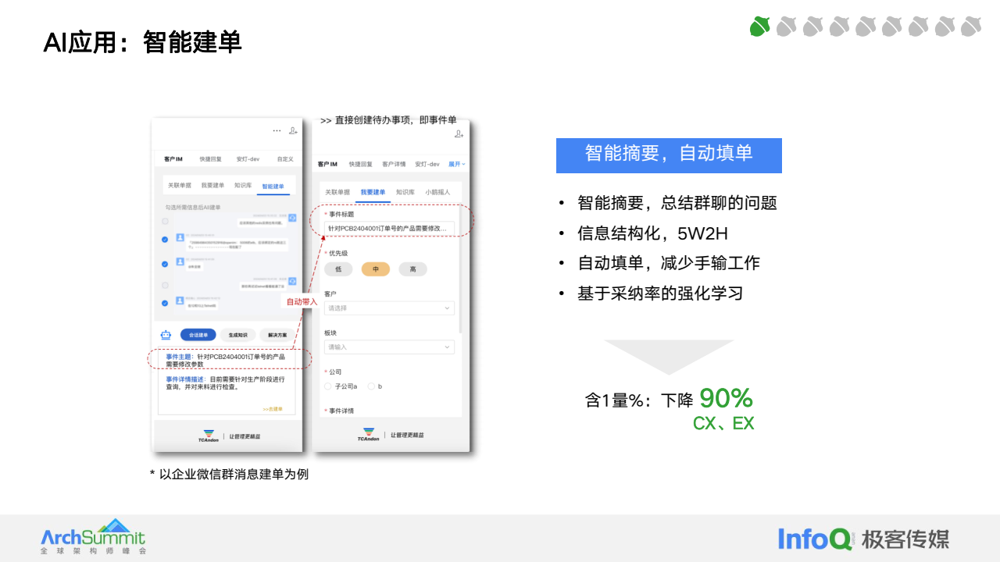 AI应用：智能建单
客户IM 快捷回复 安灯-dev 自定义
关联单据 我要建单 知识库 智能建单
勾选所需信息后AI建单
会话建单 生成知识 解决方案
事件主题：针对PCB2404001订单号的产品
需要修改参数
事件详情描述：目前需要针对生产阶段进行
查询，并对来料进行检查。
>>去建单
TCAndon | 让管理更精益
自动带入
>> 直接创建待办事项，即事件单
客户IM 快捷回复 客户详情 安灯-dev 展开
关联单据 我要建单 知识库 小鹅摇人
* 事件标题
针对PCB2404001订单号的产品需要修改...
* 优先级
低 中 高
客户
请选择
板块
请输入
* 公司
子公司a b
* 事件详情
TCAndon | 让管理更精益
* 以企业微信群消息建单为例
智能摘要，自动填单
• 智能摘要，总结群聊的问题
• 信息结构化，5W2H
• 自动填单，减少手输工作
• 基于采纳率的强化学习
含1量%：下降 90%
CX、EX
ArchSummit
全球架构师峰会
InfoQ 极客传媒